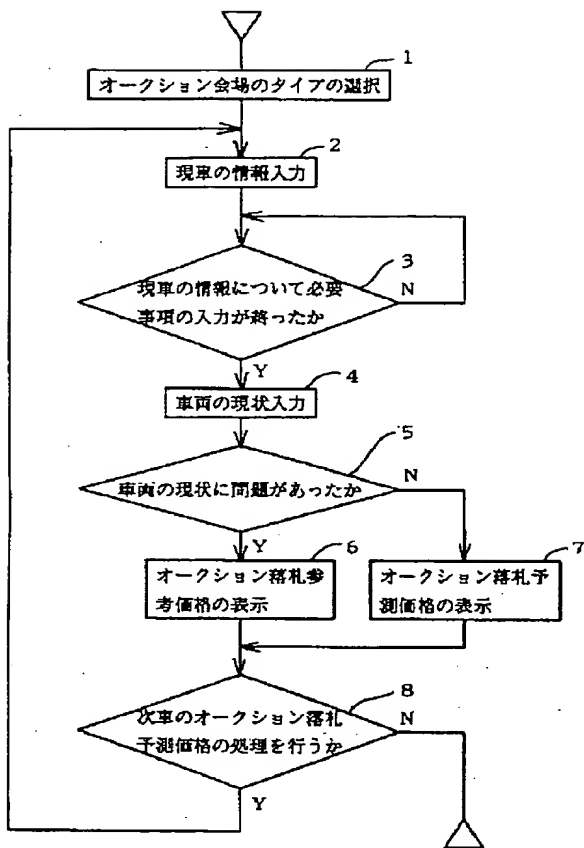 1
オークション会場のタイプの選択
2
現車の情報入力
3
現車の情報について必要
事項の入力が終ったか
N
Y
4
車両の現状入力
5
車両の現状に問題があったか
N
Y
6
オークション落札参
考価格の表示
7
オークション落札予
測価格の表示
8
次車のオークション落札
予測価格の処理を行うか
N
Y